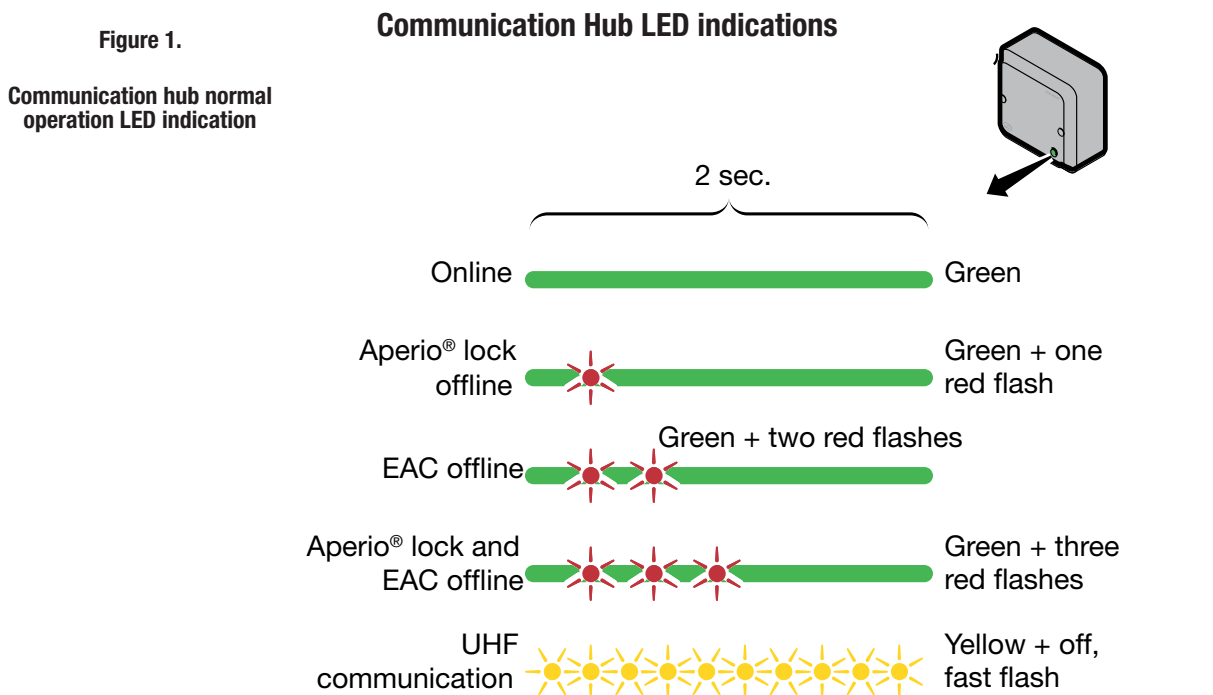 Figure 1.
Communication hub normal
operation LED indication
Communication Hub LED indications
2 sec.
Online
Green
Aperio® lock
offline
Green + one
red flash
EAC offline
Green + two red flashes
Aperio® lock and
EAC offline
Green + three
red flashes
UHF
communication
Yellow + off,
fast flash